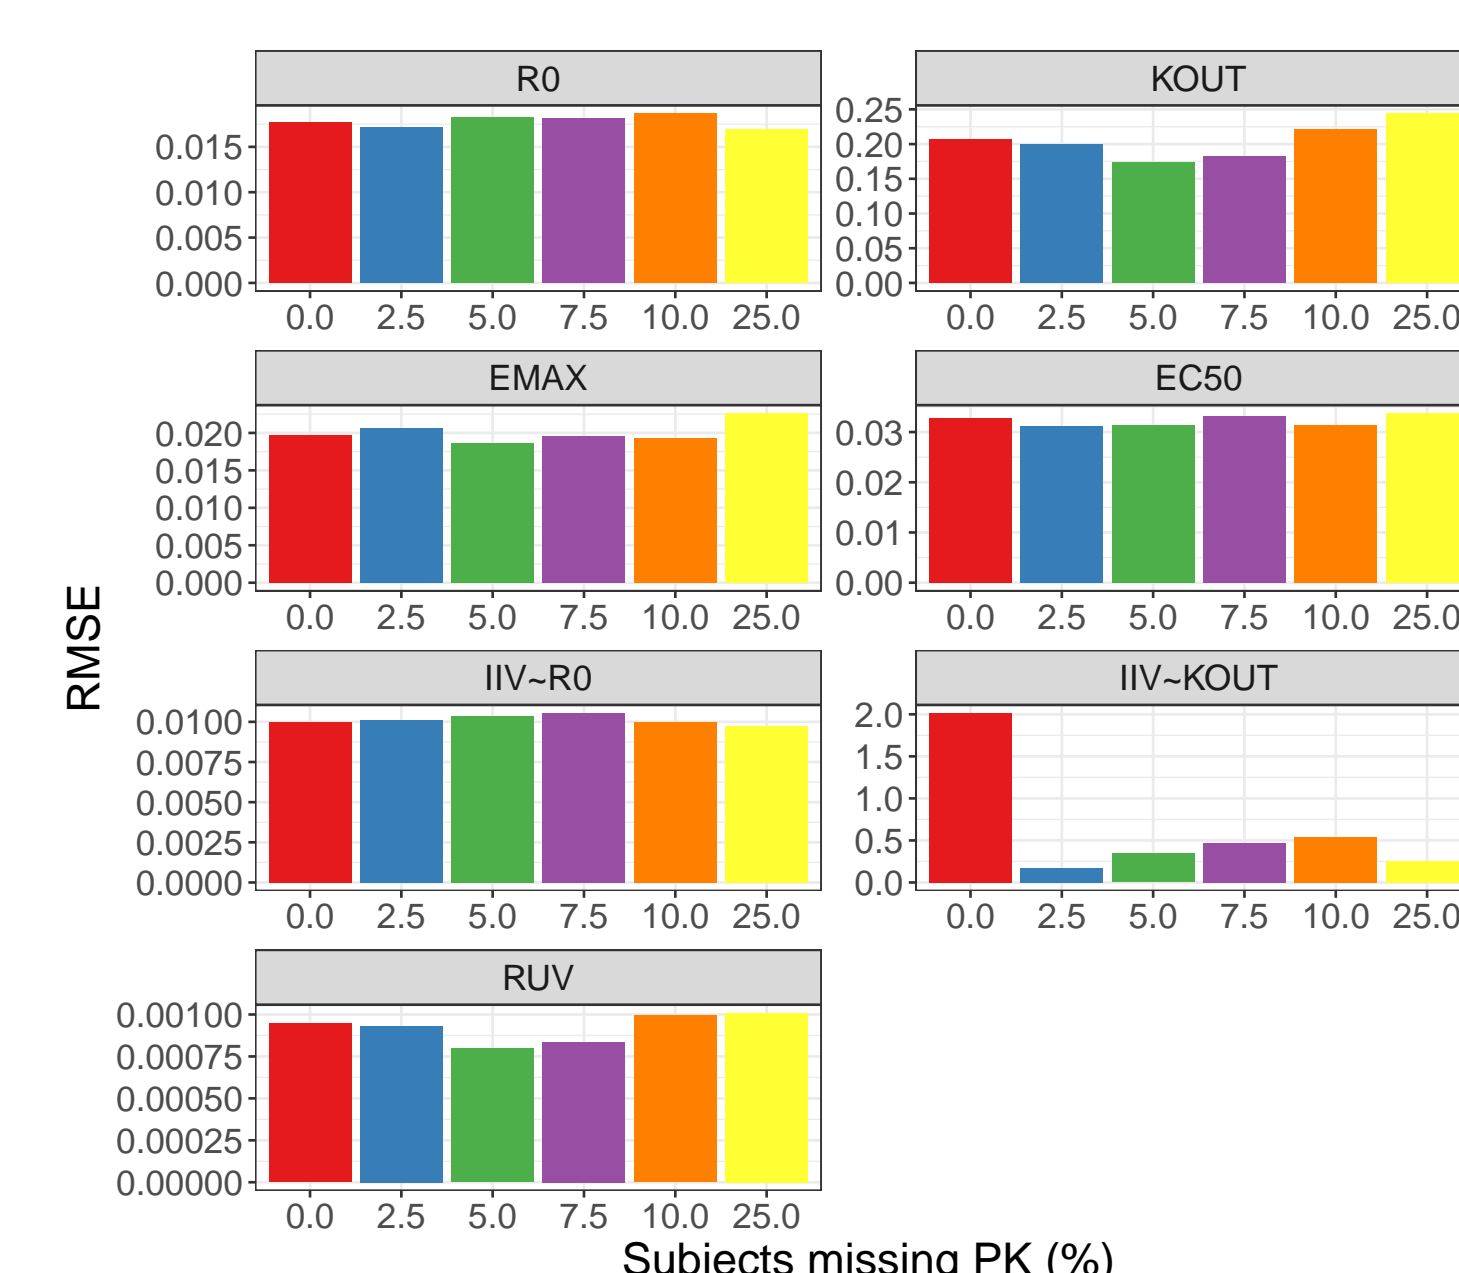 R0
KOUT
0.015
0.010
0.005
0.000
0.25
0.20
0.15
0.10
0.05
0.00
0.0 2.5 5.0 7.5 10.0 25.0
0.0 2.5 5.0 7.5 10.0 25.0
EMAX
EC50
0.020
0.015
0.010
0.005
0.000
0.03
0.02
0.01
0.00
0.0 2.5 5.0 7.5 10.0 25.0
0.0 2.5 5.0 7.5 10.0 25.0
RMSE
IIV~R0
IIV~KOUT
0.0100
0.0075
0.0050
0.0025
0.0000
2.0
1.5
1.0
0.5
0.0
0.0 2.5 5.0 7.5 10.0 25.0
0.0 2.5 5.0 7.5 10.0 25.0
RUV
0.00100
0.00075
0.00050
0.00025
0.00000
0.0 2.5 5.0 7.5 10.0 25.0
Subjects missing PK (%)